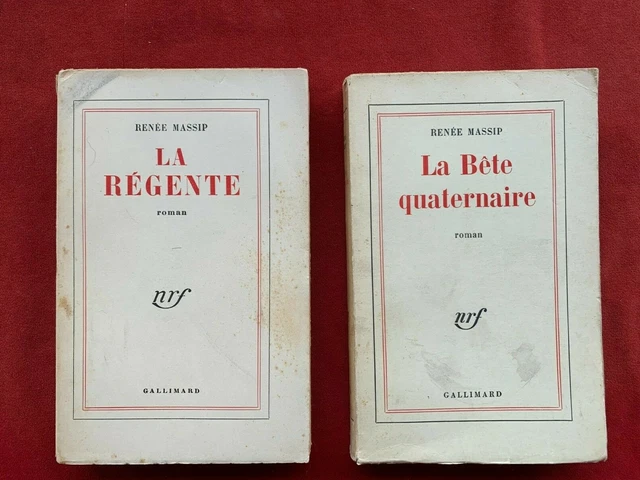 RENÉE MASSIP
LA
RÉGENTE
roman
nrf
GALLIMARD
RENÉE MASSIP
La Bête
quaternaire
roman
nrf
GALLIMARD